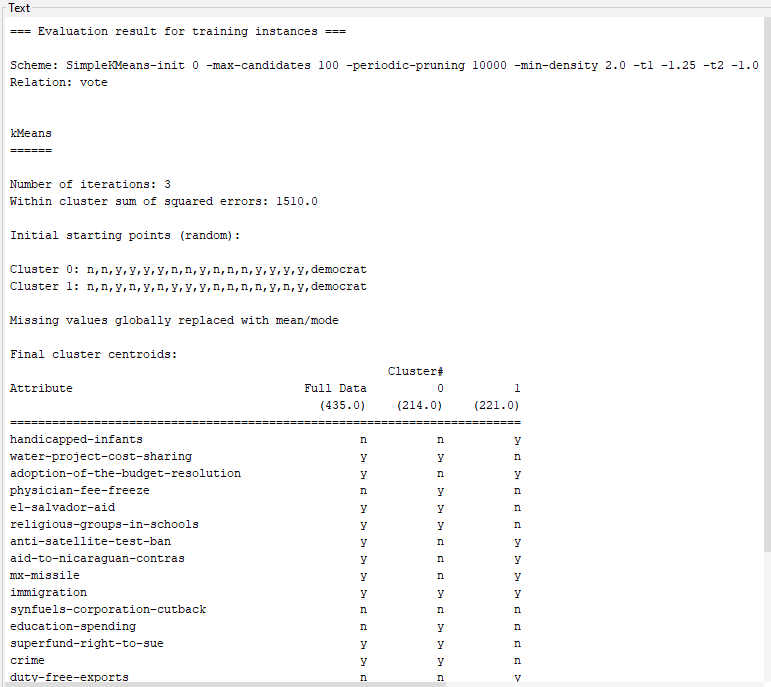 Text
=== Evaluation result for training instances ===
Scheme: SimpleKMeans-init 0 -max-candidates 100 -periodic-pruning 10000 -min-density 2.0 -t1 -1.25 -t2 -1.0
Relation: vote
kMeans
======
Number of iterations: 3
Within cluster sum of squared errors: 1510.0
Initial starting points (random):
Cluster 0: n,n,y,y,y,y,n,n,y,n,n,n,y,y,y,y,democrat
Cluster 1: n,n,y,n,y,n,y,y,y,y,n,n,n,n,y,n,y,democrat
Missing values globally replaced with mean/mode
Final cluster centroids:
Cluster#
Attribute Full Data 0 1
(435.0) (214.0) (221.0)
=========================================================================
handicapped-infants n n y
water-project-cost-sharing y y n
adoption-of-the-budget-resolution y n y
physician-fee-freeze n y n
el-salvador-aid y y n
religious-groups-in-schools y y n
anti-satellite-test-ban y n y
aid-to-nicaraguan-contras y n y
mx-missile y n y
immigration y y y
synfuels-corporation-cutback n n n
education-spending n y n
superfund-right-to-sue y y n
crime y y n
duty-free-exports n n y